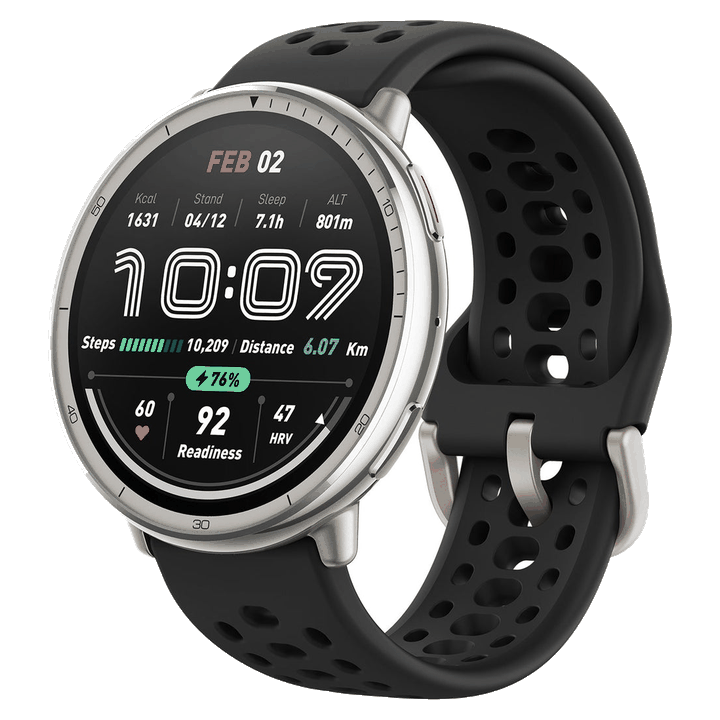 FEB 02
Kcal Stand Sleep ALT
1631 04/12 7.1h 801m
10:09
Steps 10,209 Distance 6.07 Km
76%
60 92 47
HRV
Readiness
50
10
40
20
30